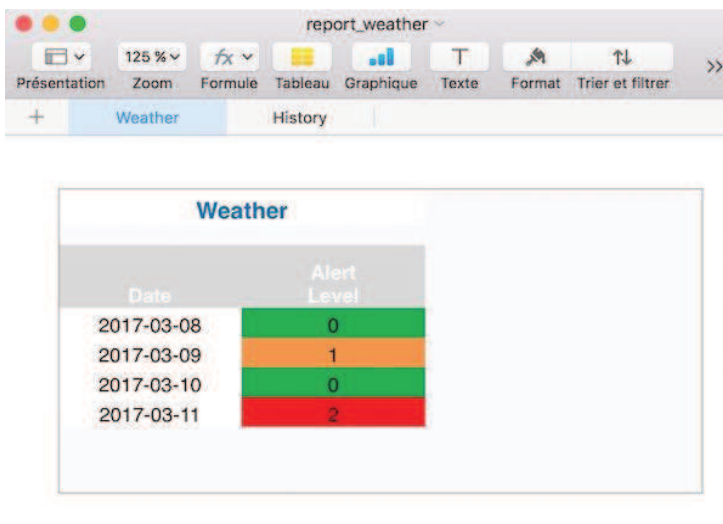 report_weather
125 %
Présentation Zoom Formule Tableau Graphique Texte Format Trier et filtrer
+ Weather History
Weather
Date Alert Level
2017-03-08 0
2017-03-09 1
2017-03-10 0
2017-03-11 2